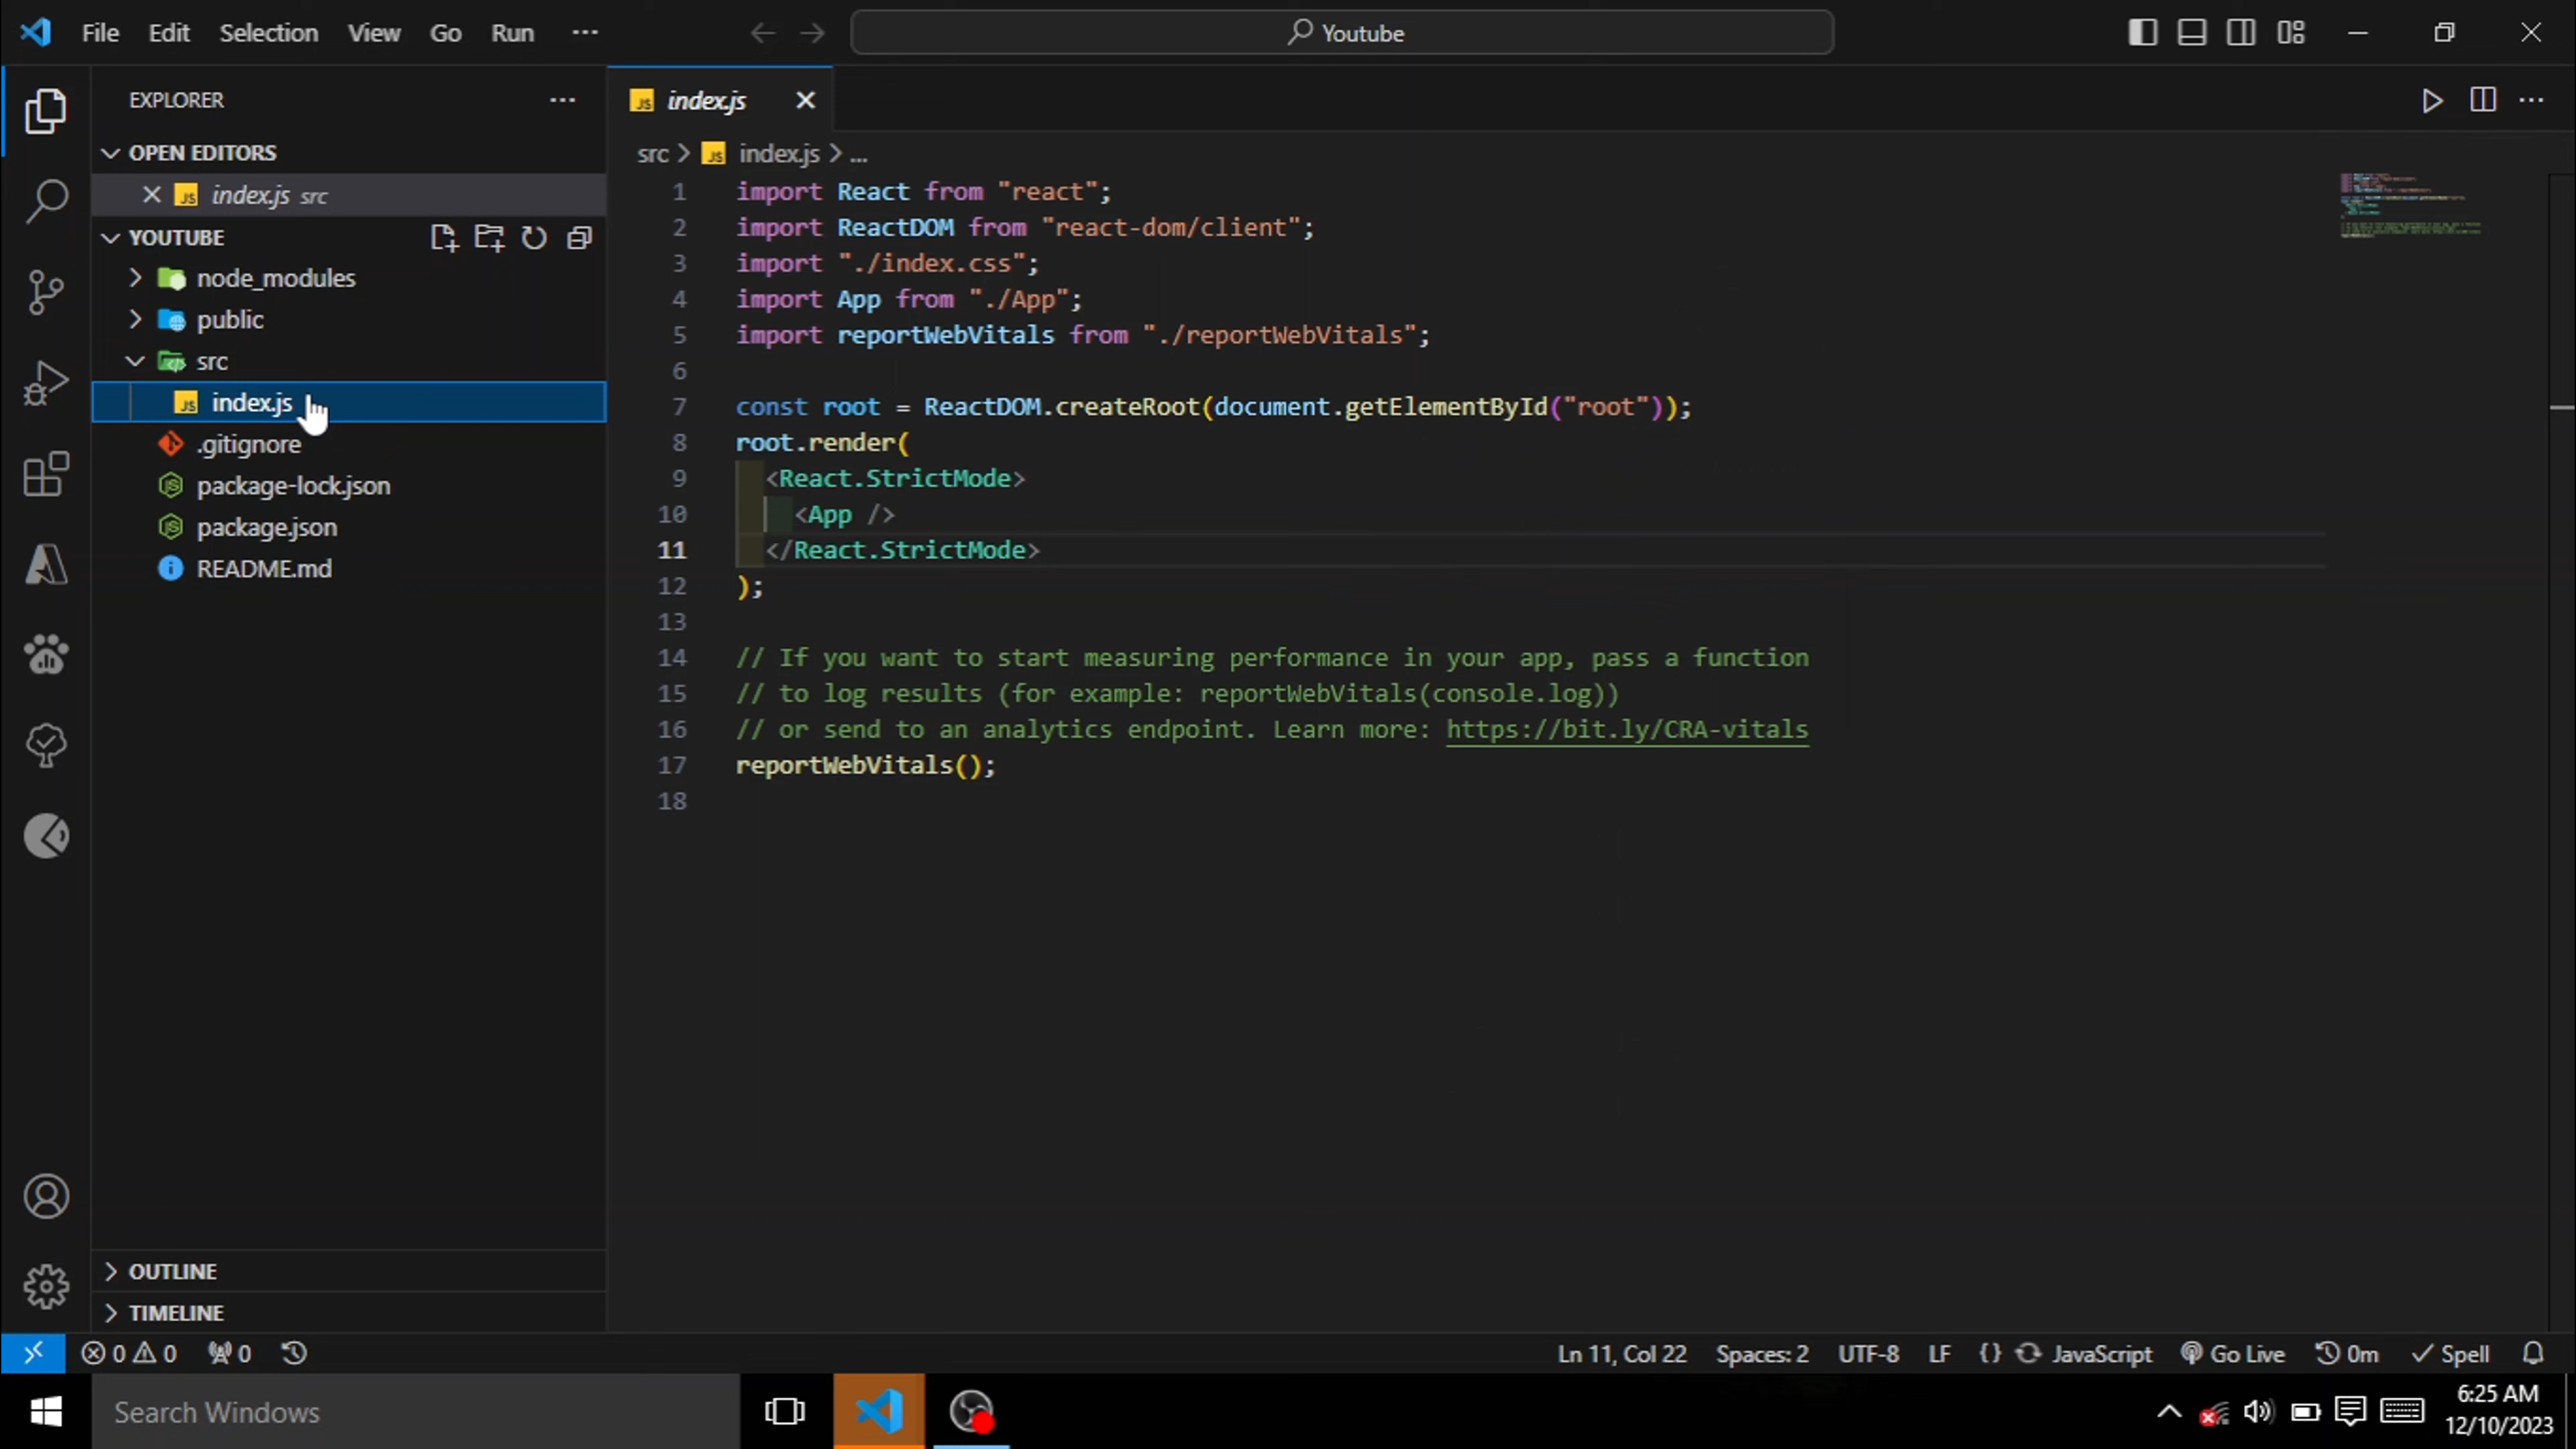 File Edit Selection View Go Run ···
Youtube
EXPLORER ···
OPEN EDITORS
index.js src
YOUTUBE
node_modules
public
src
index.js
.gitignore
package-lock.json
package.json
README.md
OUTLINE
TIMELINE
index.js
src > index.js > ...
1 import React from "react";
2 import ReactDOM from "react-dom/client";
3 import "./index.css";
4 import App from "./App";
5 import reportWebVitals from "./reportWebVitals";
6
7 const root = ReactDOM.createRoot(document.getElementById("root"));
8 root.render(
9 <React.StrictMode>
10 <App />
11 </React.StrictMode>
12 );
13
14 // If you want to start measuring performance in your app, pass a function
15 // to log results (for example: reportWebVitals(console.log))
16 // or send to an analytics endpoint. Learn more: https://bit.ly/CRA-vitals
17 reportWebVitals();
18
0 0 0 Ln 11, Col 22 Spaces: 2 UTF-8 LF {} JavaScript Go Live 0m Spell
Search Windows
6:25 AM
12/10/2023